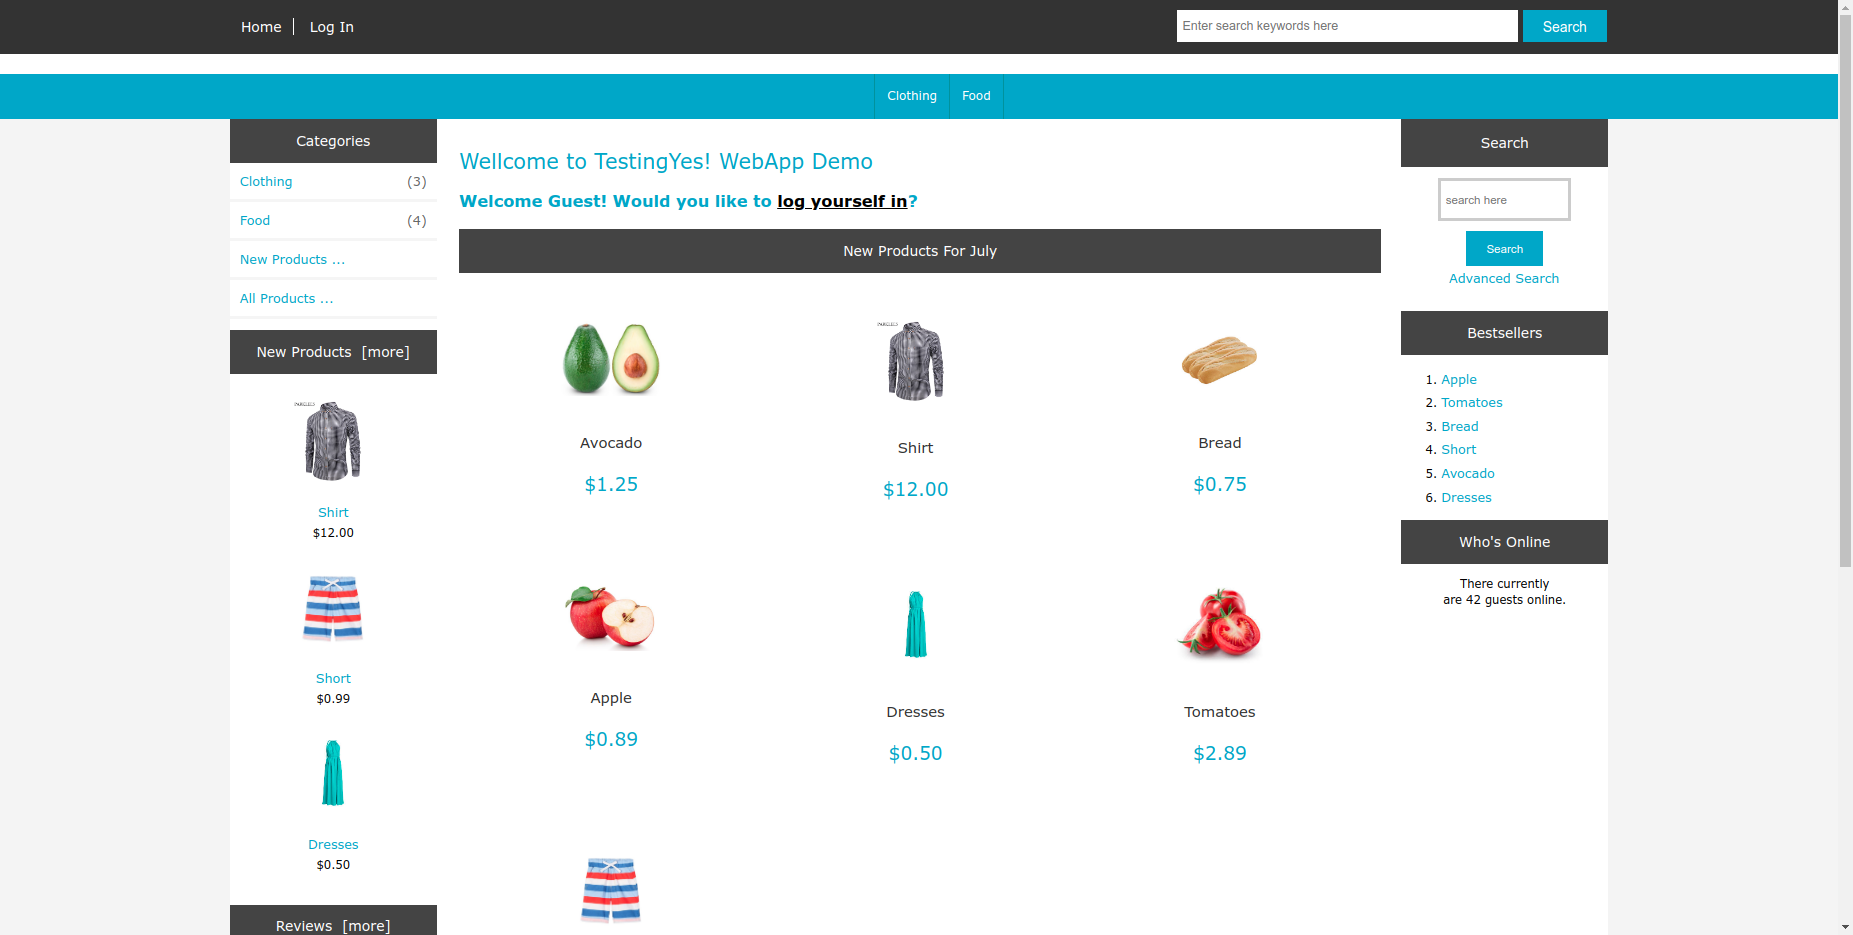 Home
Log In
Enter search keywords here
Search
Clothing
Food
Categories
Clothing (3)
Food (4)
New Products ...
All Products ...
New Products [more]
Shirt
$12.00
Short
$0.99
Dresses
$0.50
Reviews [more]
Wellcome to TestingYes! WebApp Demo
Welcome Guest! Would you like to log yourself in?
New Products For July
Avocado
$1.25
Shirt
$12.00
Bread
$0.75
Apple
$0.89
Dresses
$0.50
Tomatoes
$2.89
Search
search here
Search
Advanced Search
Bestsellers
1. Apple
2. Tomatoes
3. Bread
4. Short
5. Avocado
6. Dresses
Who's Online
There currently
are 42 guests online.